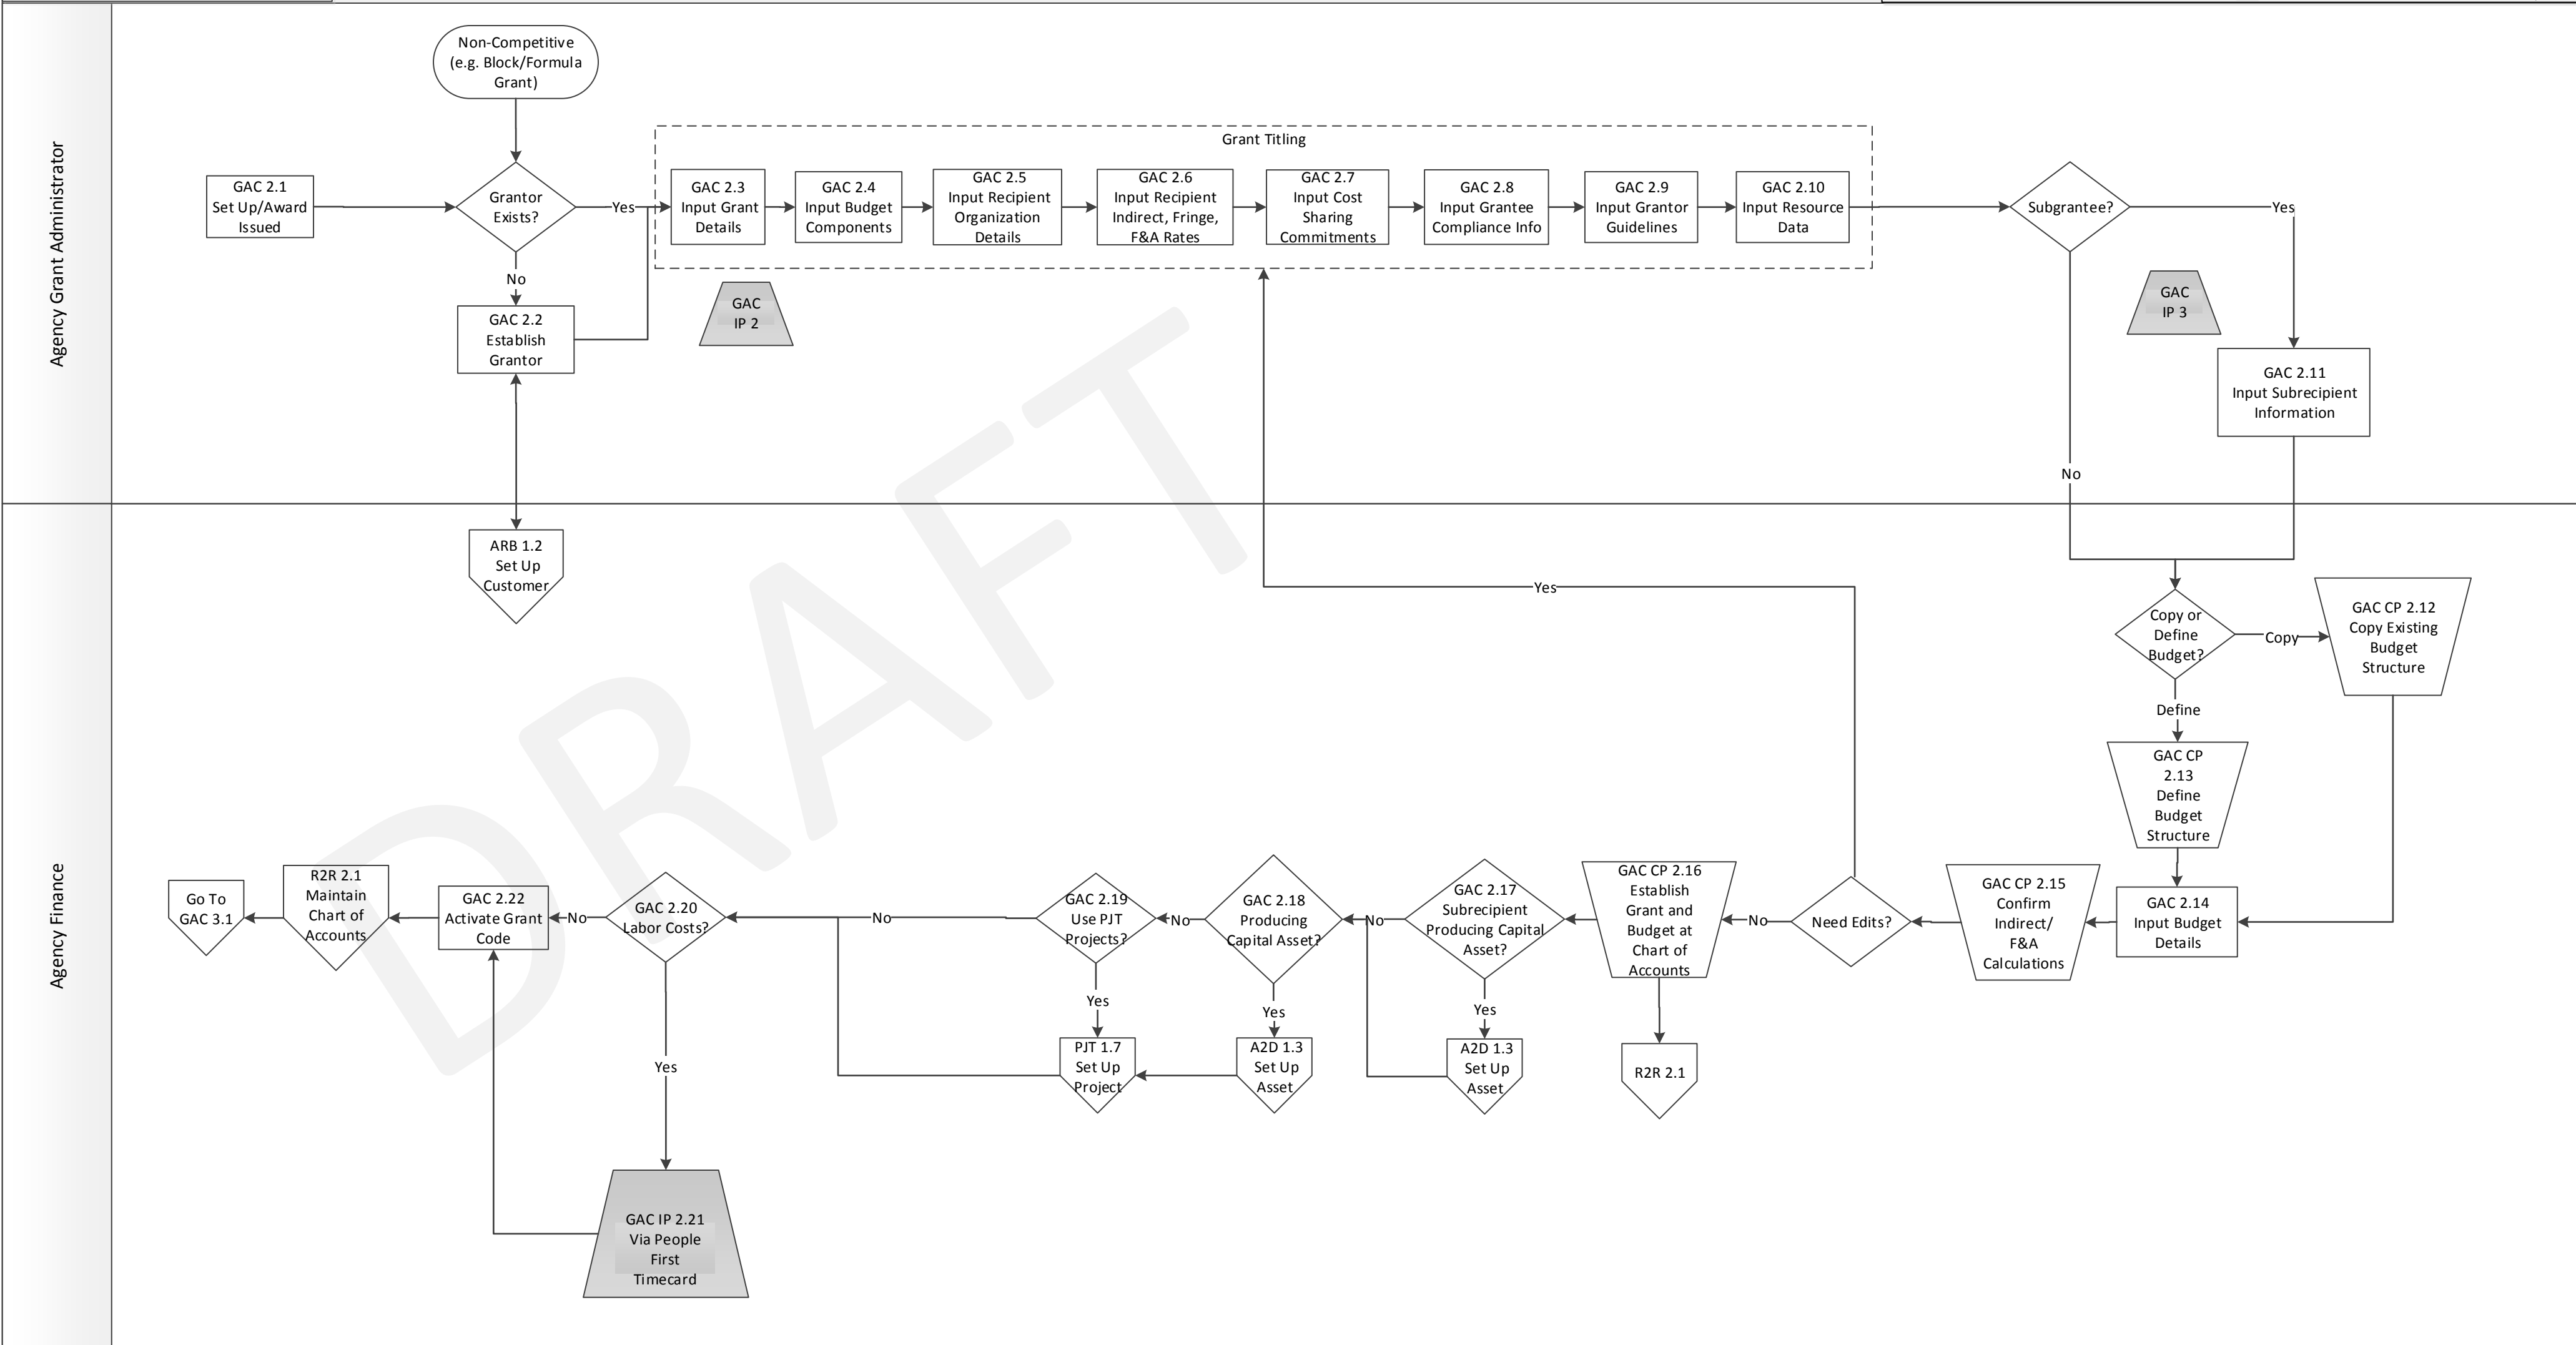 Agency Grant Administrator
Non-Competitive
(e.g. Block/Formula
Grant)
GAC 2.1
Set Up/Award
Issued
Grantor
Exists?
Yes
No
GAC 2.2
Establish
Grantor
Grant Titling
GAC 2.3
Input Grant
Details
GAC 2.4
Input Budget
Components
GAC 2.5
Input Recipient
Organization
Details
GAC 2.6
Input Recipient
Indirect, Fringe,
F&A Rates
GAC 2.7
Input Cost
Sharing
Commitments
GAC 2.8
Input Grantee
Compliance Info
GAC 2.9
Input Grantor
Guidelines
GAC 2.10
Input Resource
Data
GAC
IP 2
Subgrantee?
Yes
No
GAC
IP 3
GAC 2.11
Input Subrecipient
Information
DRAFT
Agency Finance
ARB 1.2
Set Up
Customer
Yes
Copy or
Define
Budget?
Copy
GAC CP 2.12
Copy Existing
Budget
Structure
Define
GAC CP
2.13
Define
Budget
Structure
GAC 2.14
Input Budget
Details
GAC CP 2.15
Confirm
Indirect/
F&A
Calculations
Need Edits?
No
GAC CP 2.16
Establish
Grant and
Budget at
Chart of
Accounts
R2R 2.1
GAC 2.17
Subrecipient
Producing Capital
Asset?
No
Yes
A2D 1.3
Set Up
Asset
GAC 2.18
Producing
Capital Asset?
No
Yes
A2D 1.3
Set Up
Asset
GAC 2.19
Use PJT
Projects?
No
Yes
PJT 1.7
Set Up
Project
GAC 2.20
Labor Costs?
No
Yes
GAC IP 2.21
Via People
First
Timecard
GAC 2.22
Activate Grant
Code
R2R 2.1
Maintain
Chart of
Accounts
Go To
GAC 3.1